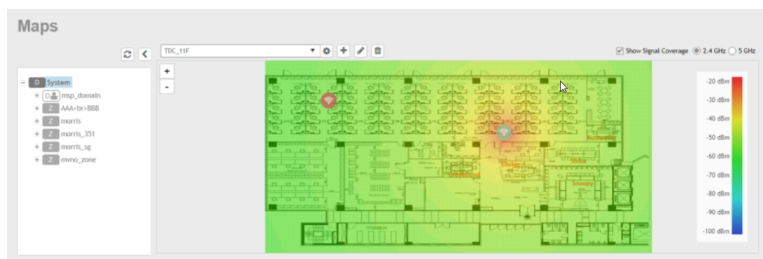 Maps
TDC_11F
Show Signal Coverage 2.4 GHz 5 GHz
+
-
D System
D msp_domain
Z AAA<br>BBB
Z morris
Z morris_351
Z morris_sg
Z mvno_zone
-20 dBm
-30 dBm
-40 dBm
-50 dBm
-60 dBm
-70 dBm
-80 dBm
-90 dBm
-100 dBm
Snoopy